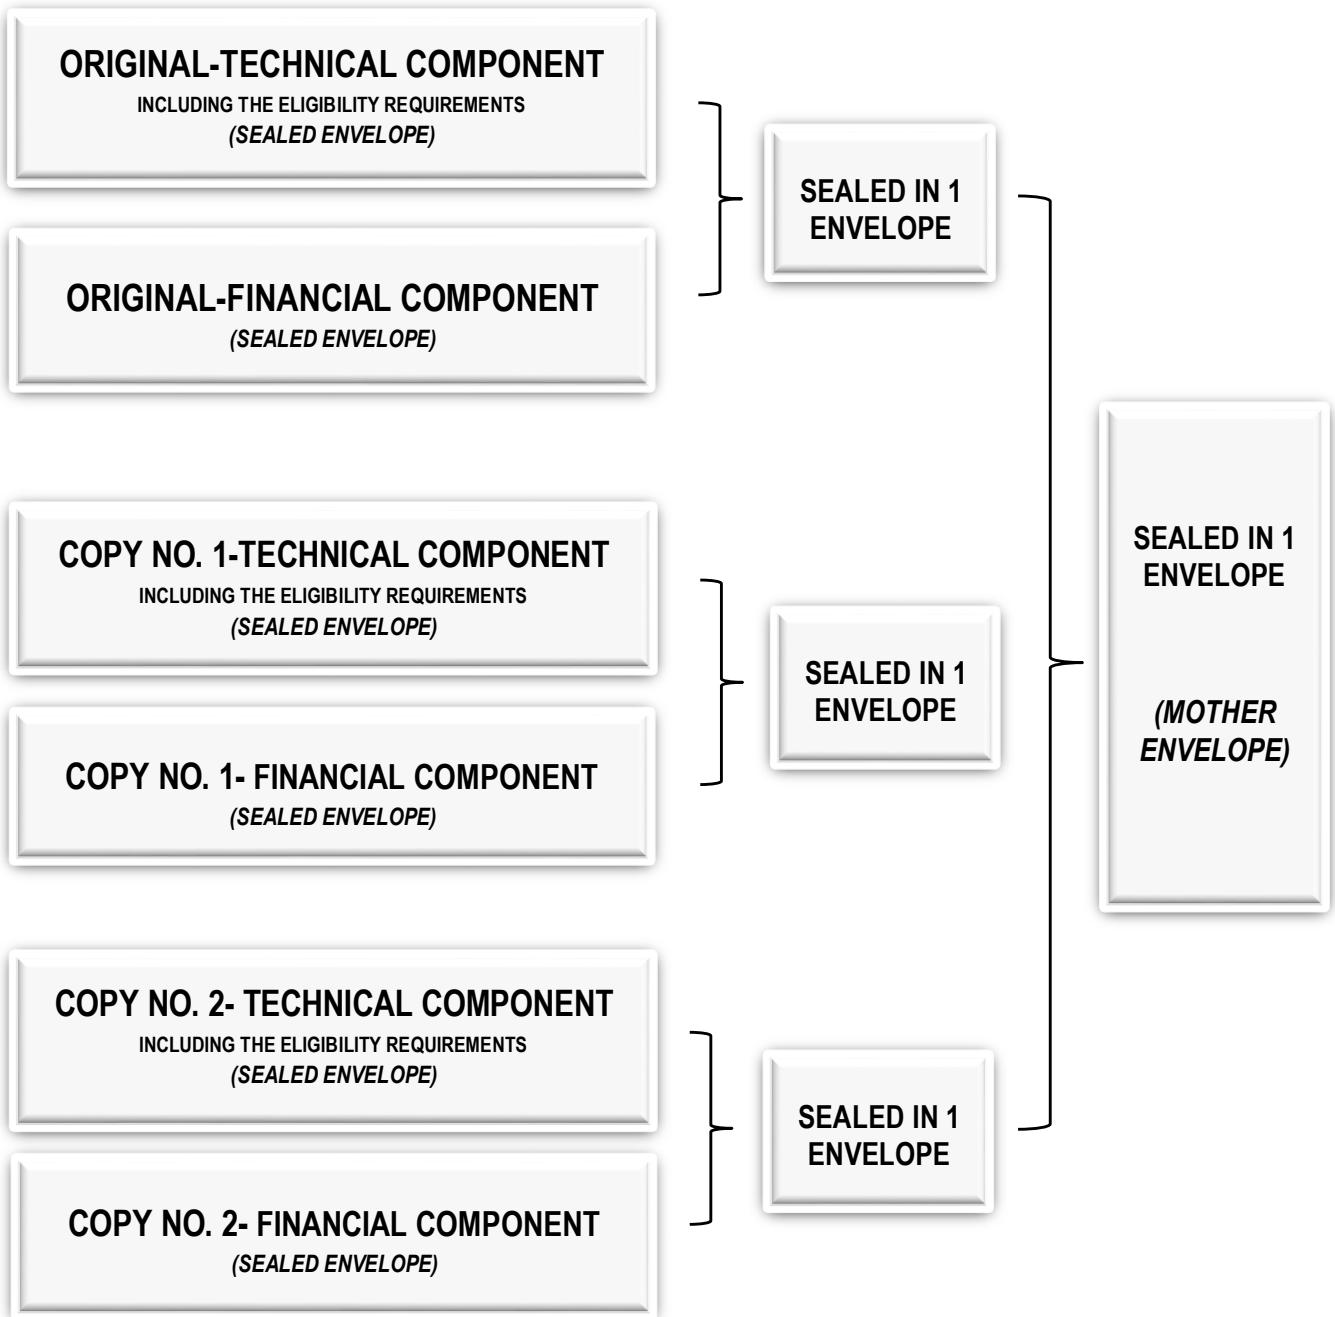 ORIGINAL-TECHNICAL COMPONENT
INCLUDING THE ELIGIBILITY REQUIREMENTS
(SEALED ENVELOPE)
ORIGINAL-FINANCIAL COMPONENT
(SEALED ENVELOPE)
SEALED IN 1
ENVELOPE
COPY NO. 1-TECHNICAL COMPONENT
INCLUDING THE ELIGIBILITY REQUIREMENTS
(SEALED ENVELOPE)
COPY NO. 1- FINANCIAL COMPONENT
(SEALED ENVELOPE)
SEALED IN 1
ENVELOPE
COPY NO. 2- TECHNICAL COMPONENT
INCLUDING THE ELIGIBILITY REQUIREMENTS
(SEALED ENVELOPE)
COPY NO. 2- FINANCIAL COMPONENT
(SEALED ENVELOPE)
SEALED IN 1
ENVELOPE
SEALED IN 1
ENVELOPE
(MOTHER
ENVELOPE)